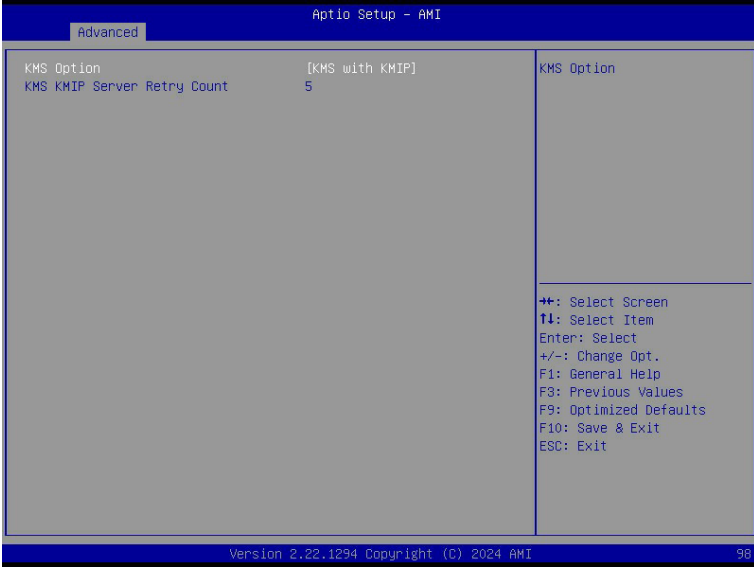 Aptio Setup – AMI
Advanced
KMS Option [KMS with KMIP] KMS Option
KMS KMIP Server Retry Count 5
→←: Select Screen
↑↓: Select Item
Enter: Select
+/-: Change Opt.
F1: General Help
F3: Previous Values
F9: Optimized Defaults
F10: Save & Exit
ESC: Exit
Version 2.22.1294 Copyright (C) 2024 AMI
98